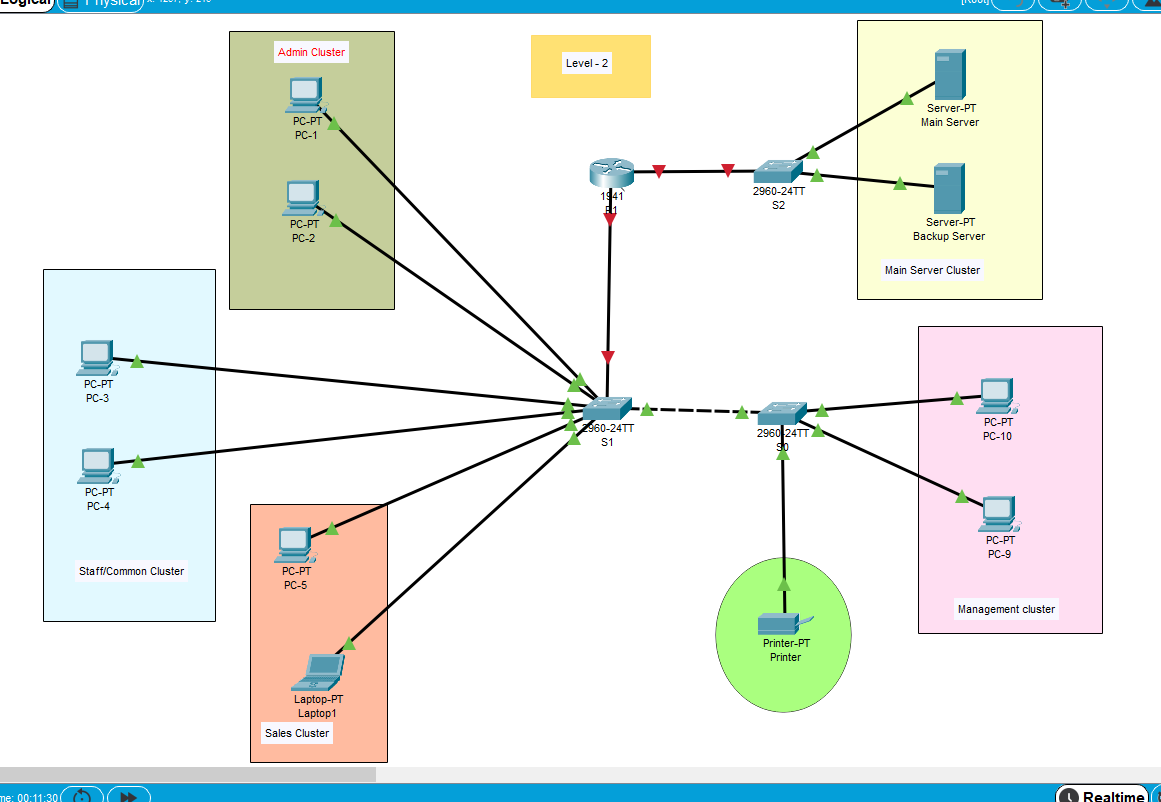 Logical
Physical
[Root]
Admin Cluster
PC-PT
PC-1
PC-PT
PC-2
Level - 2
1941
R1
2960-24TT
S2
Server-PT
Main Server
Server-PT
Backup Server
Main Server Cluster
PC-PT
PC-3
PC-PT
PC-4
Staff/Common Cluster
2960-24TT
S1
2960-24TT
S0
PC-PT
PC-10
PC-PT
PC-9
Management cluster
PC-PT
PC-5
Laptop-PT
Laptop1
Sales Cluster
Printer-PT
Printer
me: 00:11:30
Realtime